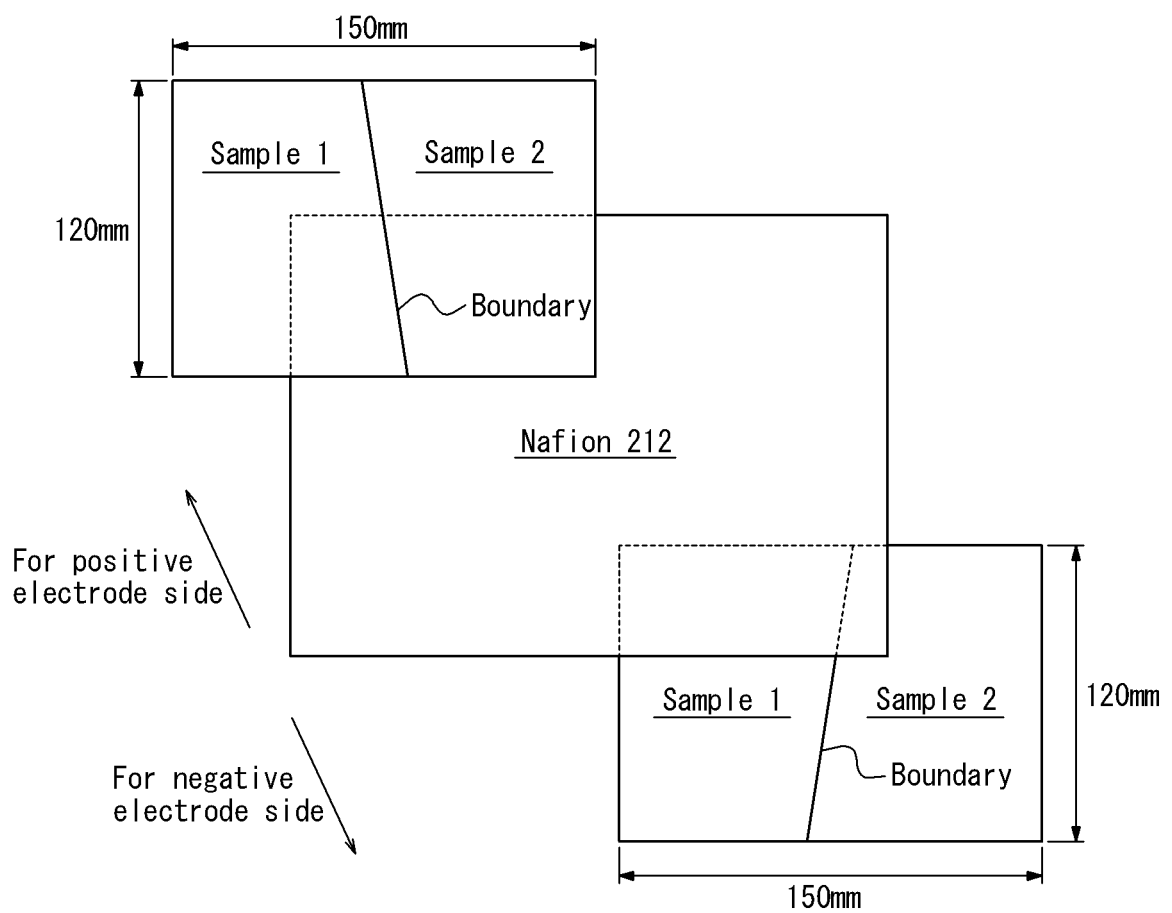 150mm
Sample 1
Sample 2
120mm
Boundary
Nafion 212
For positive
electrode side
Sample 1
Sample 2
120mm
Boundary
For negative
electrode side
150mm